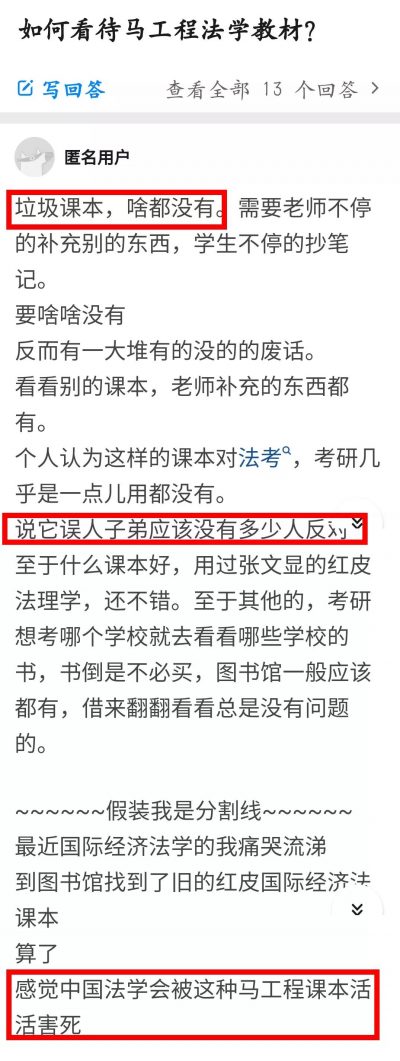 如何看待马工程法学教材？
写回答 查看全部 13 个回答
匿名用户
垃圾课本，啥都没有。需要老师不停
的补充别的东西，学生不停的抄笔
记。
要啥啥没有
反而有一大堆有的没的的废话。
看看别的课本，老师补充的东西都
有。
个人认为这样的课本对法考，考研几
乎是一点儿用都没有。
说它误人子弟应该没有多少人反对
至于什么课本好，用过张文显的红皮
法理学，还不错。至于其他的，考研
想考哪个学校就去看看哪些学校的
书，书倒是不必买，图书馆一般应该
都有，借来翻翻看看总是没有问题
的。
~~~~~~假装我是分割线~~~~~~
最近国际经济法学的我痛哭流涕
到图书馆找到了旧的红皮国际经济法
课本
算了
感觉中国法学会被这种马工程课本活
活害死